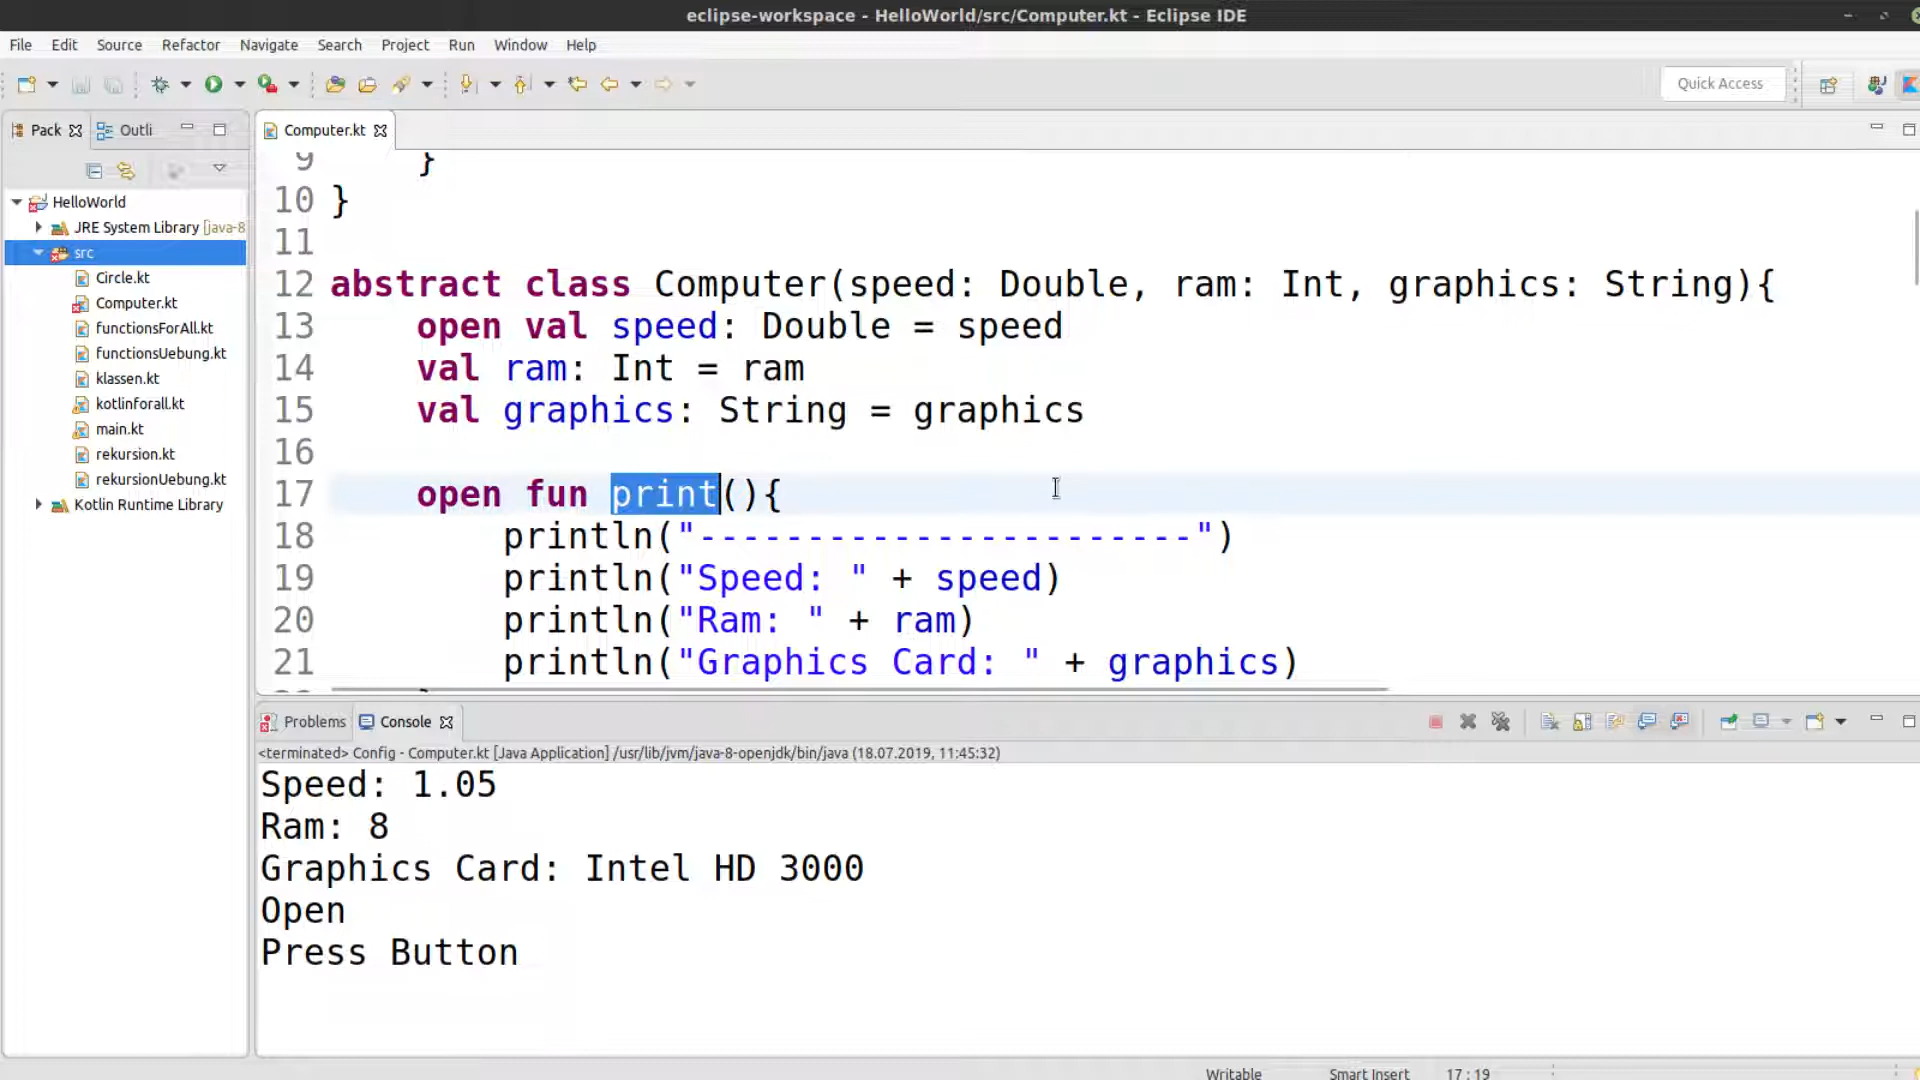 eclipse-workspace - HelloWorld/src/Computer.kt - Eclipse IDE
File Edit Source Refactor Navigate Search Project Run Window Help
Quick Access
Pack Outli
Computer.kt
HelloWorld
JRE System Library [java-8
src
Circle.kt
Computer.kt
functionsForAll.kt
functionsUebung.kt
klassen.kt
kotlinforall.kt
main.kt
rekursion.kt
rekursionUebung.kt
Kotlin Runtime Library
9 }
10 }
11
12 abstract class Computer(speed: Double, ram: Int, graphics: String){
13 open val speed: Double = speed
14 val ram: Int = ram
15 val graphics: String = graphics
16
17 open fun print(){
18 println("-----------------------")
19 println("Speed: " + speed)
20 println("Ram: " + ram)
21 println("Graphics Card: " + graphics)
Problems Console
<terminated> Config - Computer.kt [Java Application] /usr/lib/jvm/java-8-openjdk/bin/java (18.07.2019, 11:45:32)
Speed: 1.05
Ram: 8
Graphics Card: Intel HD 3000
Open
Press Button
Writable Smart Insert 17 : 19